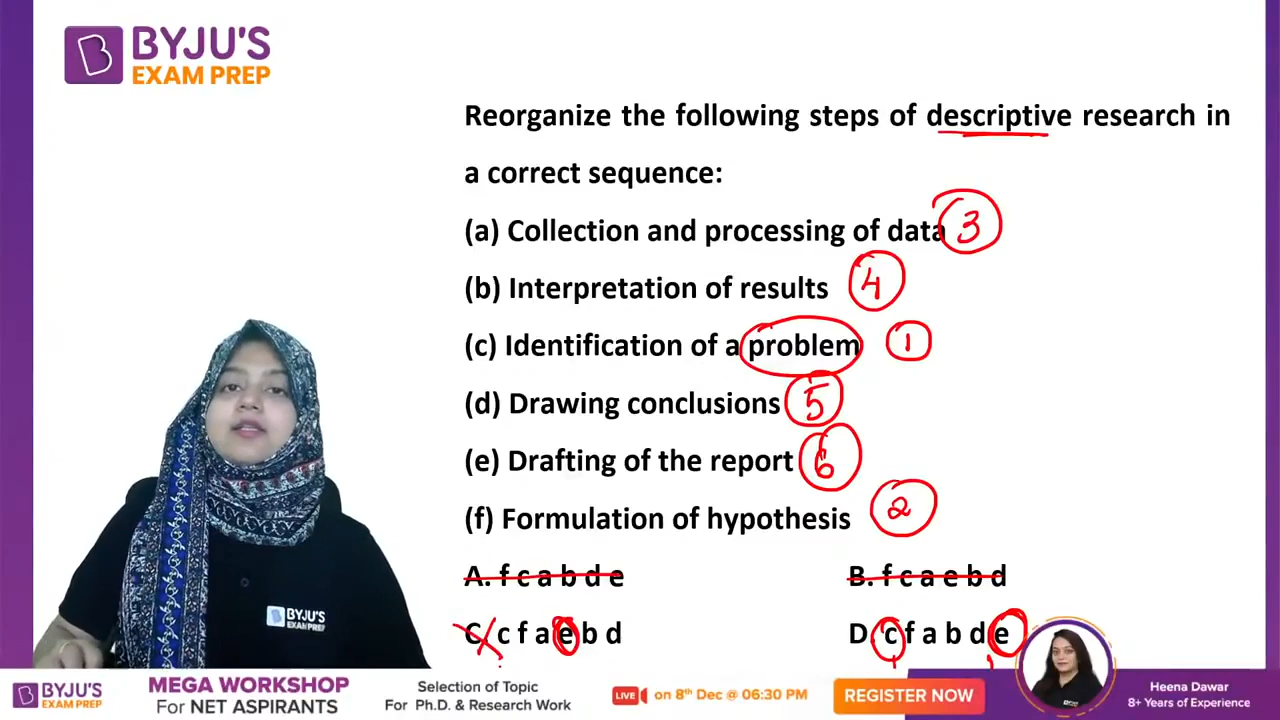 BYJU'S
EXAM PREP
Reorganize the following steps of descriptive research in
a correct sequence:
(a) Collection and processing of data 3
(b) Interpretation of results 4
(c) Identification of a problem 1
(d) Drawing conclusions 5
(e) Drafting of the report 6
(f) Formulation of hypothesis 2
A. f c a b d e
B. f c a e b d
C. c f a e b d
D. c f a b d e
BYJU'S
EXAM PREP
BYJU'S
EXAM PREP
MEGA WORKSHOP
For NET ASPIRANTS
Selection of Topic
For Ph.D. & Research Work
LIVE on 8th Dec @ 06:30 PM
REGISTER NOW
Heena Dawar
8+ Years of Experience